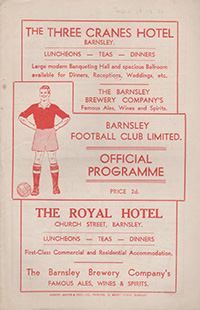 THE THREE CRANES HOTEL
BARNSLEY.
LUNCHEONS — TEAS — DINNERS
Large modern Banqueting Hall and spacious Ballroom
available for Dinners, Receptions, Weddings, etc.
THE BARNSLEY
BREWERY COMPANY'S
Famous Ales, Wines and Spirits.
BARNSLEY
FOOTBALL CLUB LIMITED.
OFFICIAL
PROGRAMME
PRICE 2d.
THE ROYAL HOTEL
CHURCH STREET, BARNSLEY.
LUNCHEONS — TEAS — DINNERS
First-Class Commercial and Residential Accommodation.
The Barnsley Brewery Company's
FAMOUS ALES, WINES & SPIRITS.